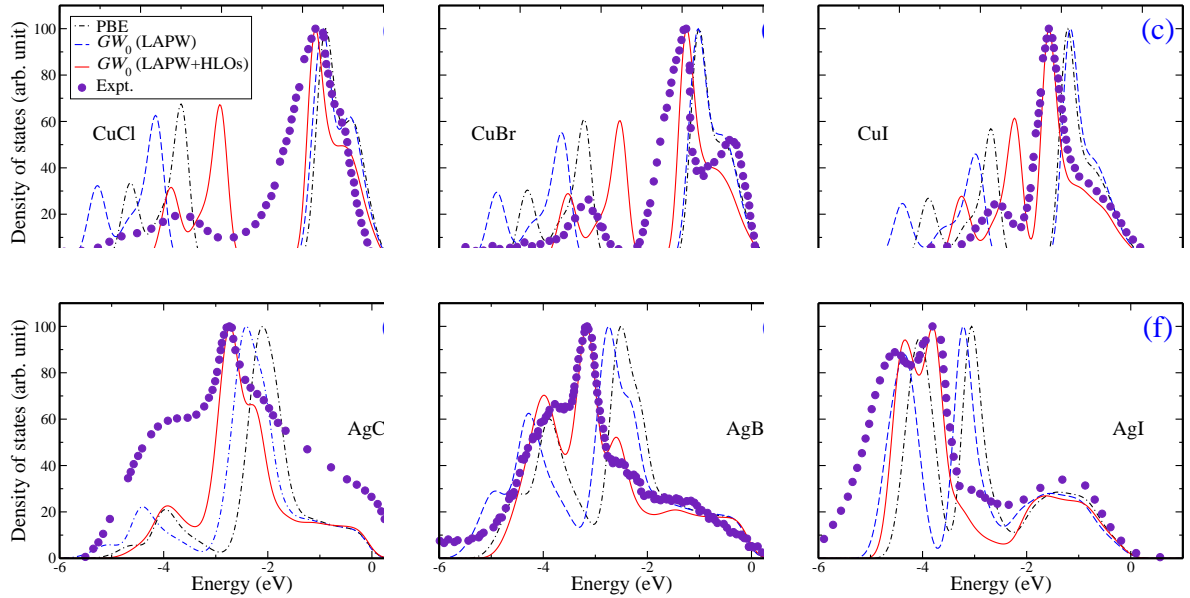 PBE
GW0 (LAPW)
GW0 (LAPW+HLOs)
Expt.
CuCl
CuBr
CuI
(c)
100
80
60
40
20
Density of states (arb. unit)
AgC
AgB
AgI
(f)
100
80
60
40
20
0
Density of states (arb. unit)
-6 -4 -2 0
-6 -4 -2 0
-6 -4 -2 0
Energy (eV)
Energy (eV)
Energy (eV)